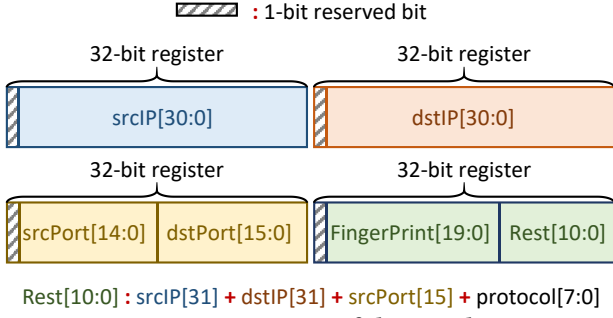 : 1-bit reserved bit
32-bit register 32-bit register
srcIP[30:0] dstIP[30:0]
32-bit register 32-bit register
srcPort[14:0] dstPort[15:0] FingerPrint[19:0] Rest[10:0]
Rest[10:0] : srcIP[31] + dstIP[31] + srcPort[15] + protocol[7:0]